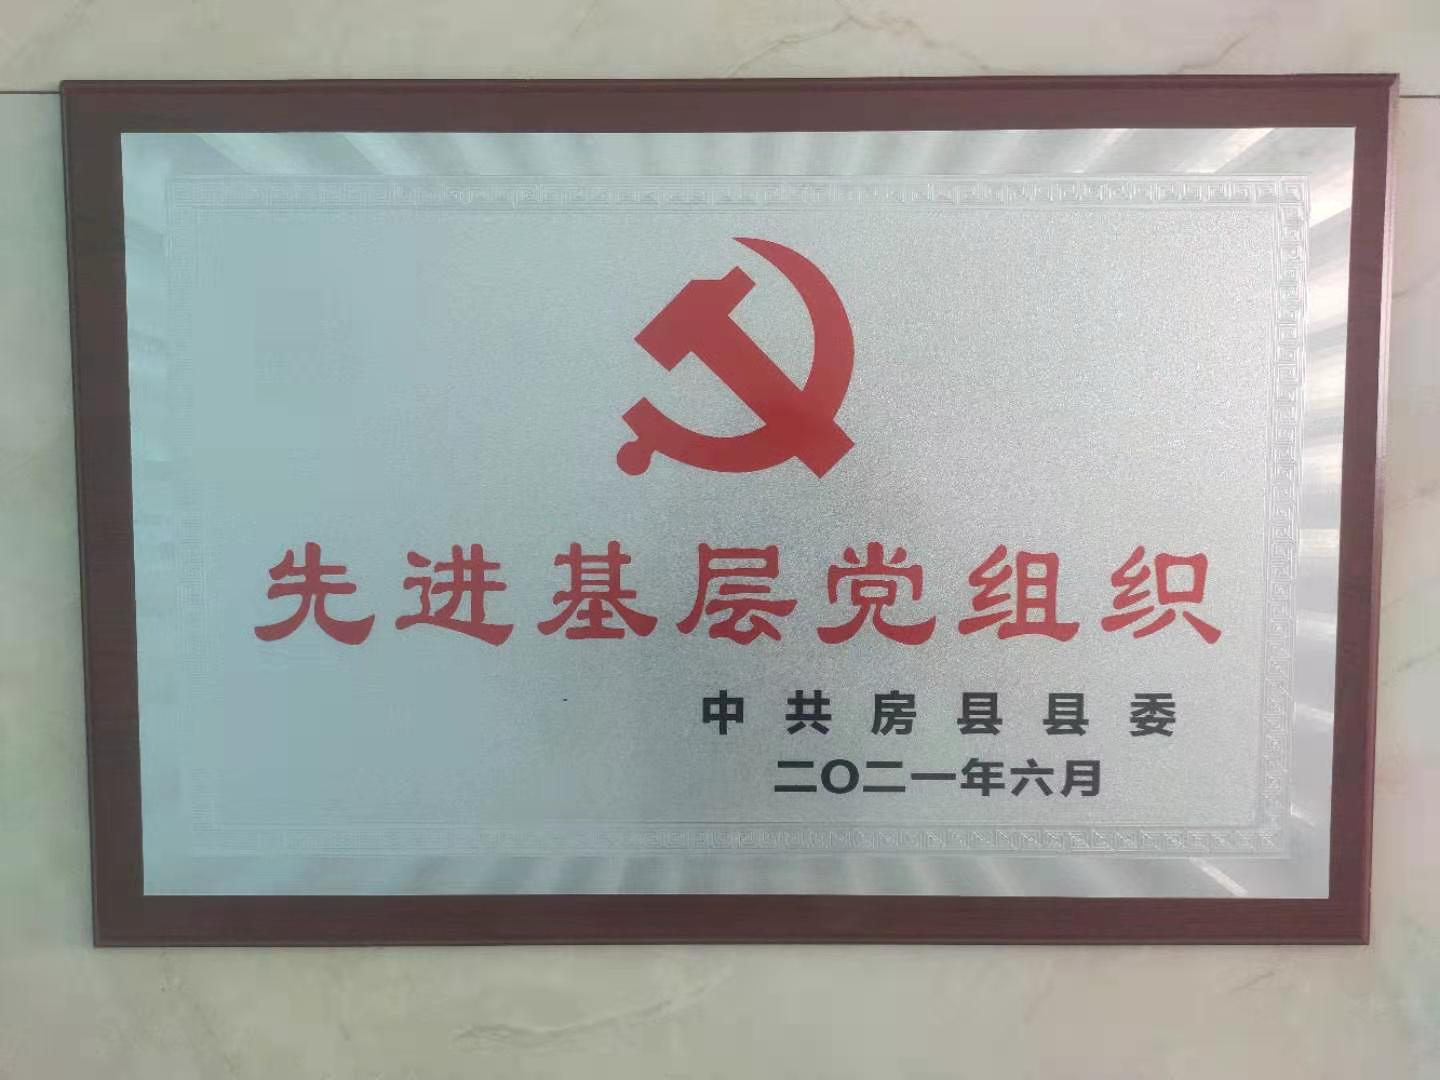 先进基层党组织
中共房县县委
二〇二一年六月